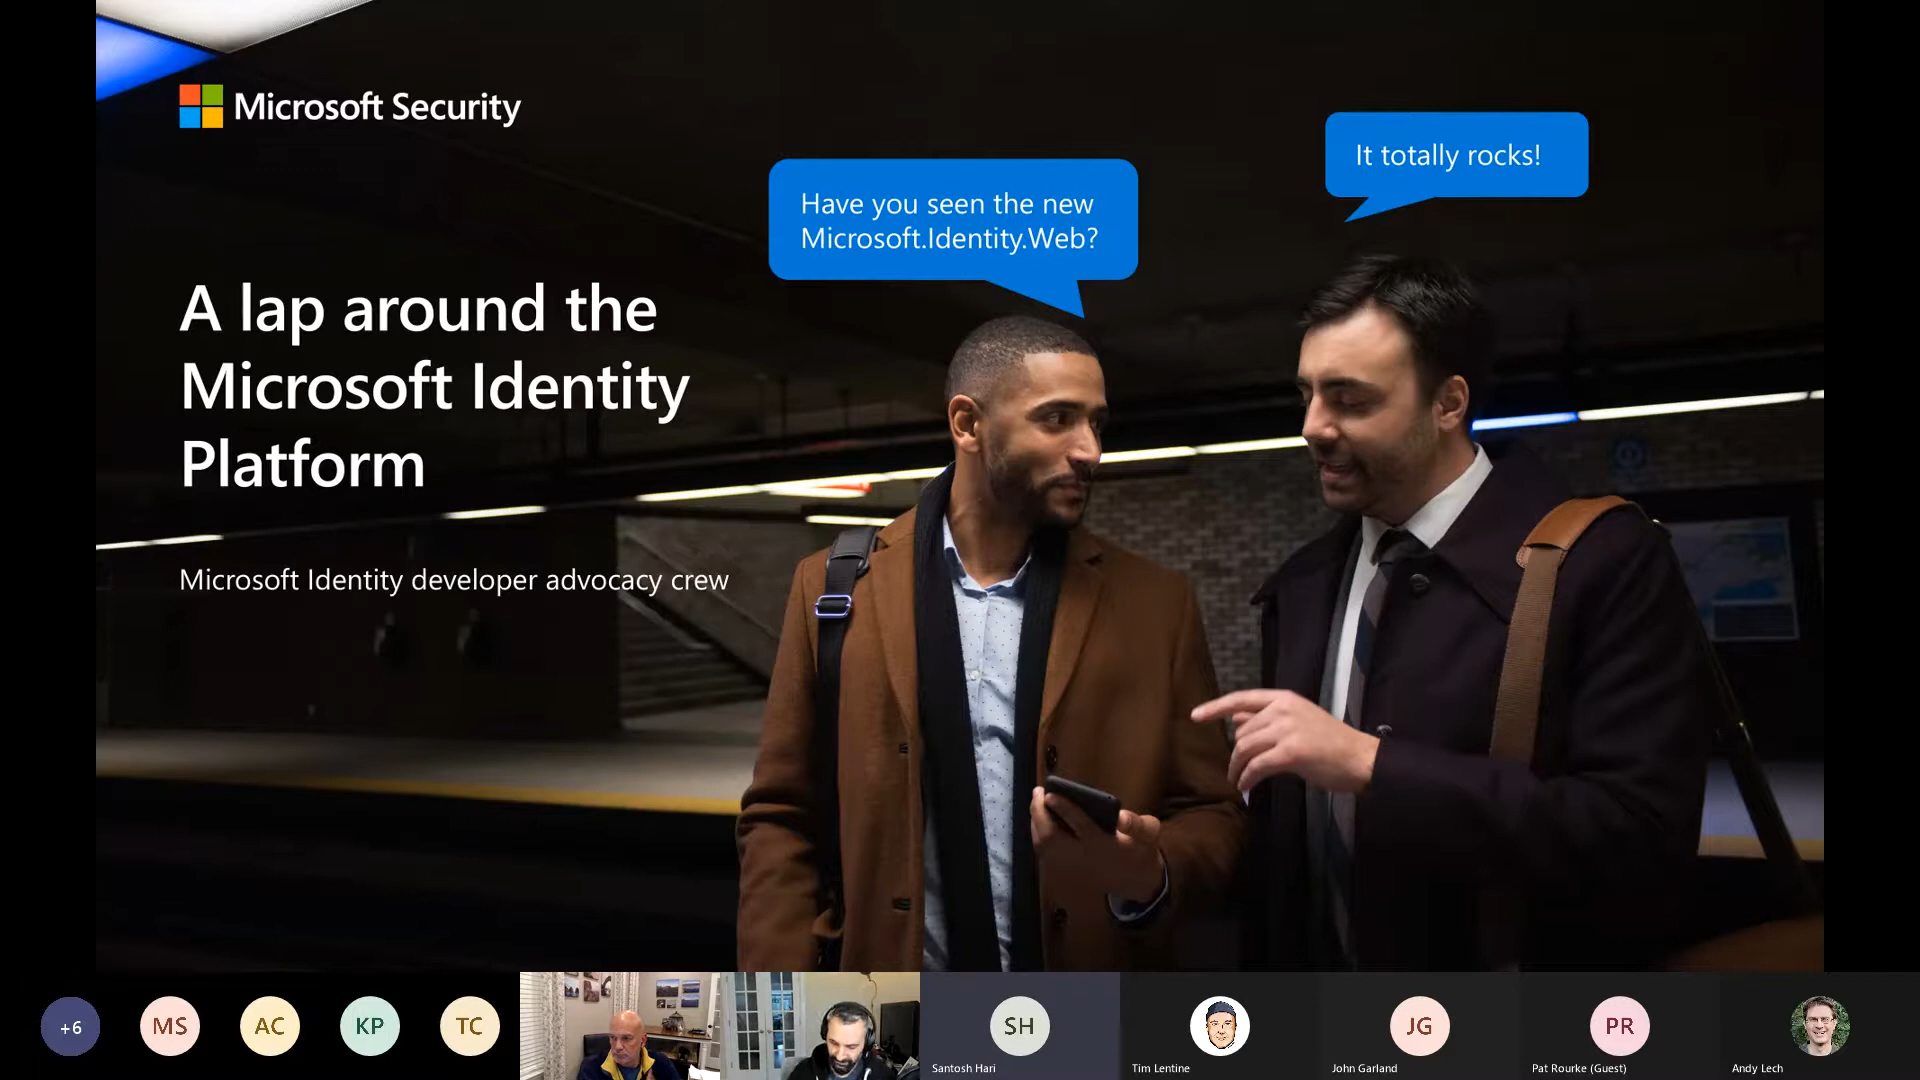 Microsoft Security
Have you seen the new
Microsoft.Identity.Web?
It totally rocks!
A lap around the
Microsoft Identity
Platform
Microsoft Identity developer advocacy crew
+6
MS
AC
KP
TC
SH
JG
PR
Santosh Hari
Tim Lentine
John Garland
Pat Rourke (Guest)
Andy Lech